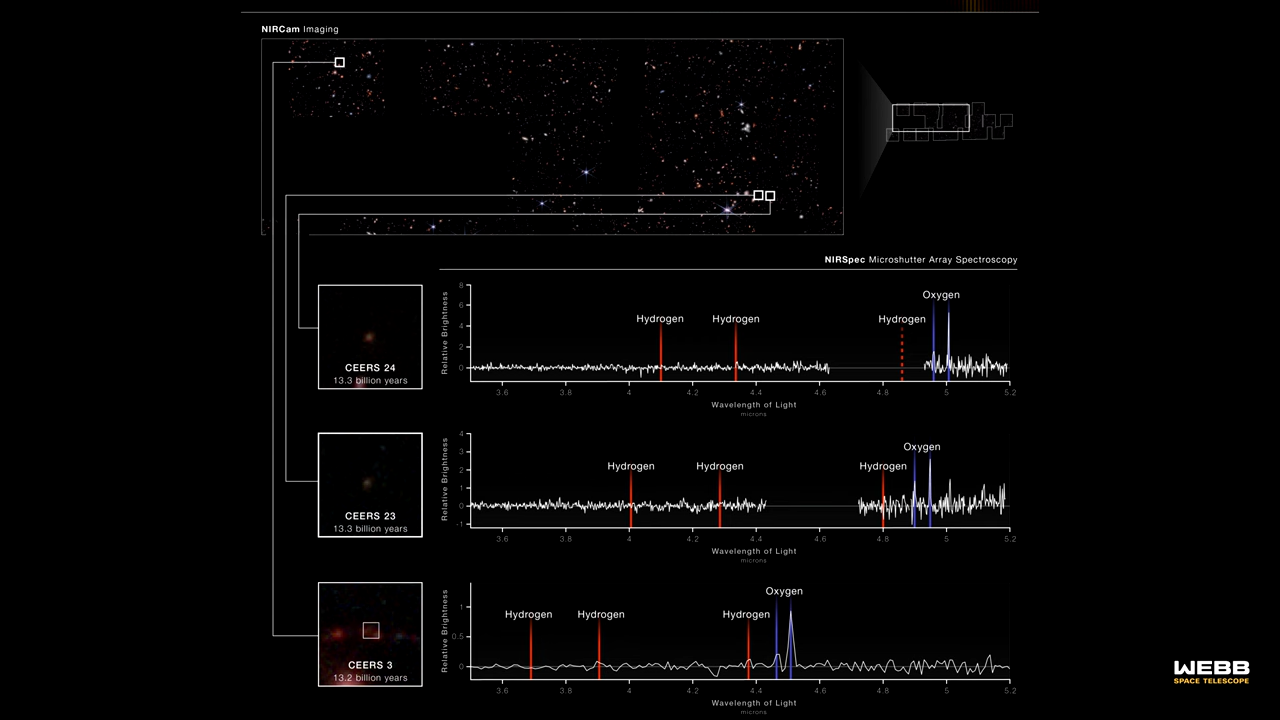 NIRCam Imaging
NIRSpec Microshutter Array Spectroscopy
CEERS 24
13.3 billion years
Relative Brightness
8
6
4
2
0
Hydrogen
Hydrogen
Hydrogen
Oxygen
3.6 3.8 4 4.2 4.4 4.6 4.8 5 5.2
Wavelength of Light
microns
CEERS 23
13.3 billion years
Relative Brightness
4
3
2
1
0
-1
Hydrogen
Hydrogen
Hydrogen
Oxygen
3.6 3.8 4 4.2 4.4 4.6 4.8 5 5.2
Wavelength of Light
microns
CEERS 3
13.2 billion years
Relative Brightness
1
0.5
0
Hydrogen
Hydrogen
Hydrogen
Oxygen
3.6 3.8 4 4.2 4.4 4.6 4.8 5 5.2
Wavelength of Light
microns
WEBB
SPACE TELESCOPE